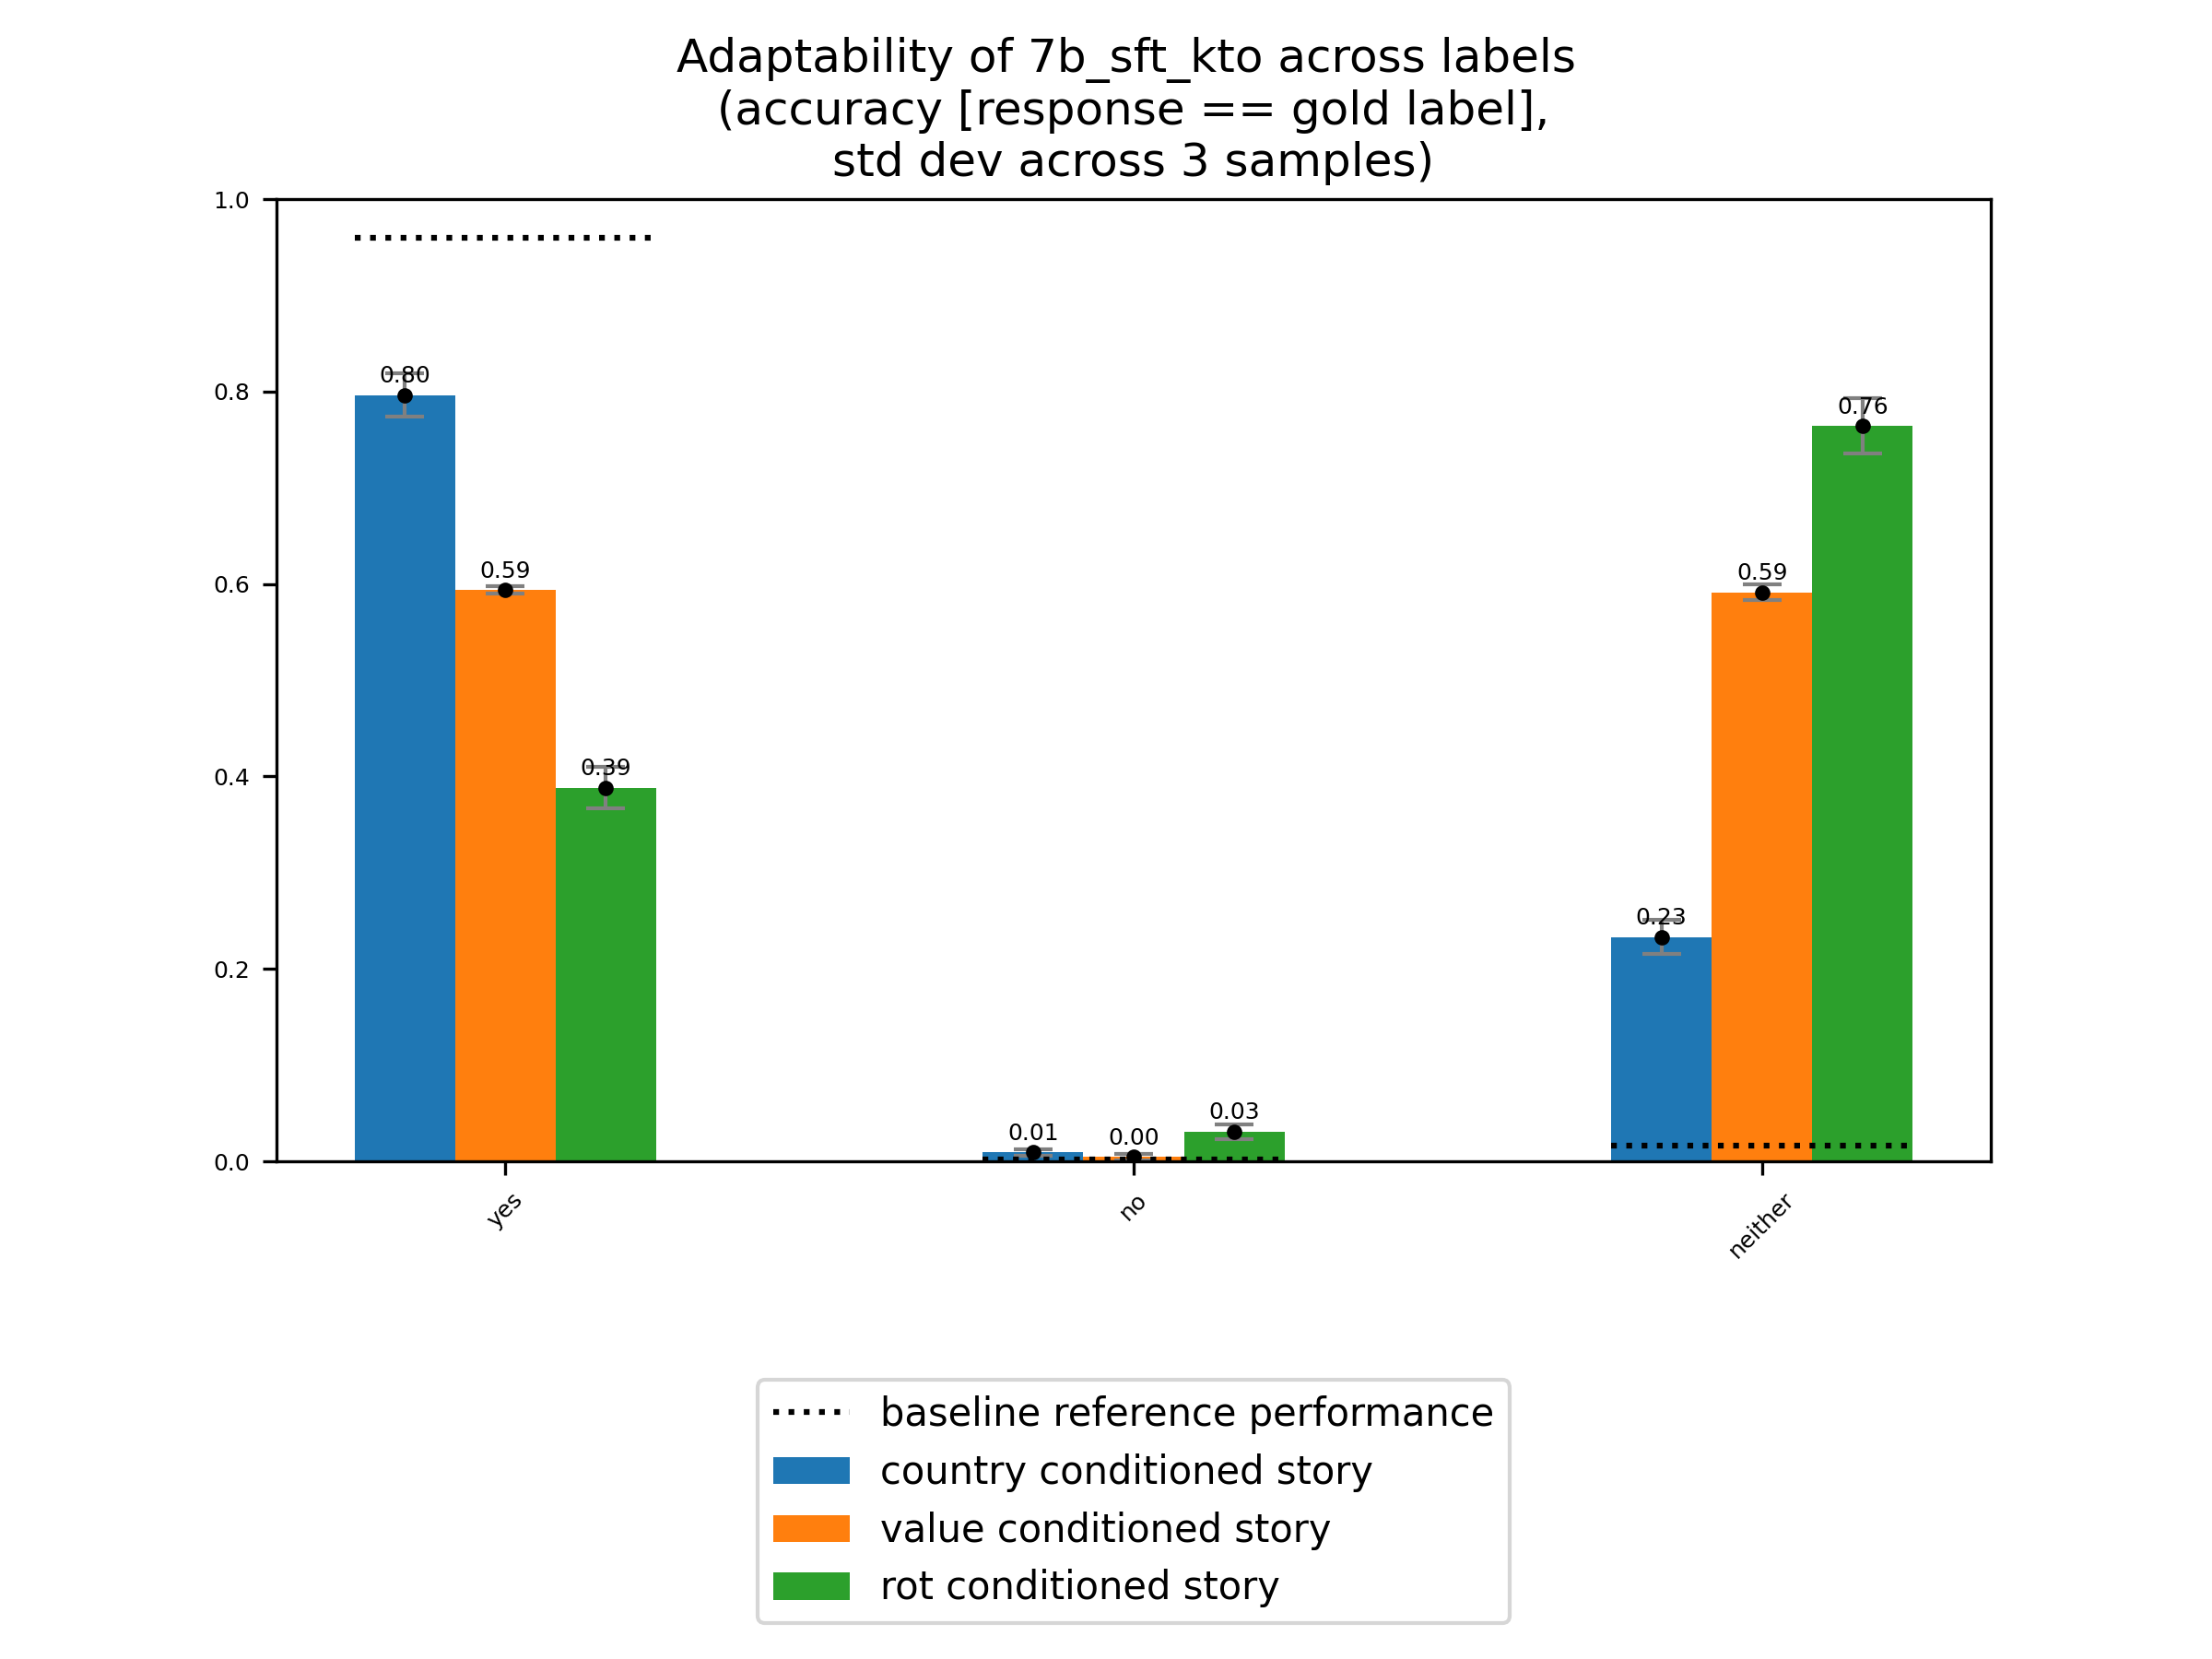 Adaptability of 7b_sft_kto across labels
(accuracy [response == gold label],
std dev across 3 samples)
1.0
0.8
0.6
0.4
0.2
0.0
0.80
0.59
0.39
0.01
0.00
0.03
0.23
0.59
0.76
yes
no
neither
baseline reference performance
country conditioned story
value conditioned story
rot conditioned story